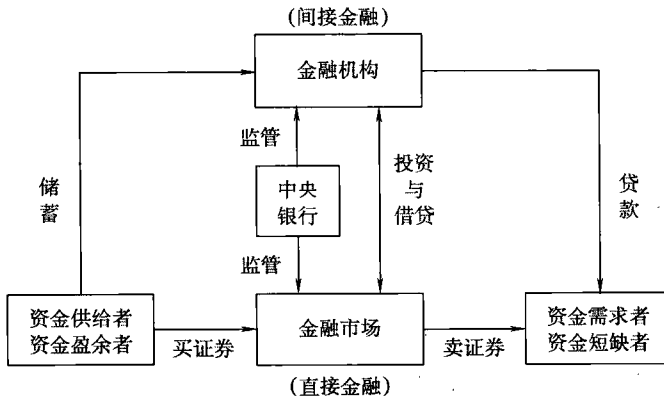 (间接金融)
金融机构
监管
储
蓄
中央
银行
投资
与
借贷
贷
款
监管
资金供给者
资金盈余者
买证券
金融市场
卖证券
资金需求者
资金短缺者
(直接金融)